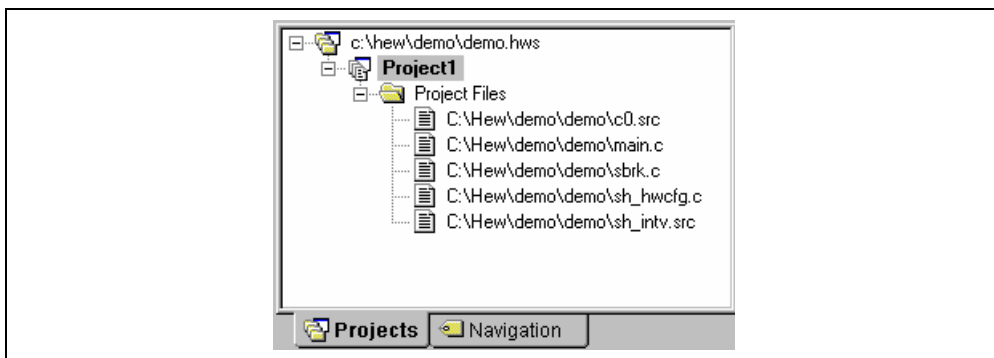 c:\hew\demo\demo.hws
Project1
Project Files
C:\Hew\demo\demo\c0.src
C:\Hew\demo\demo\main.c
C:\Hew\demo\demo\sbrk.c
C:\Hew\demo\demo\sh_hwcfg.c
C:\Hew\demo\demo\sh_intv.src
Projects Navigation